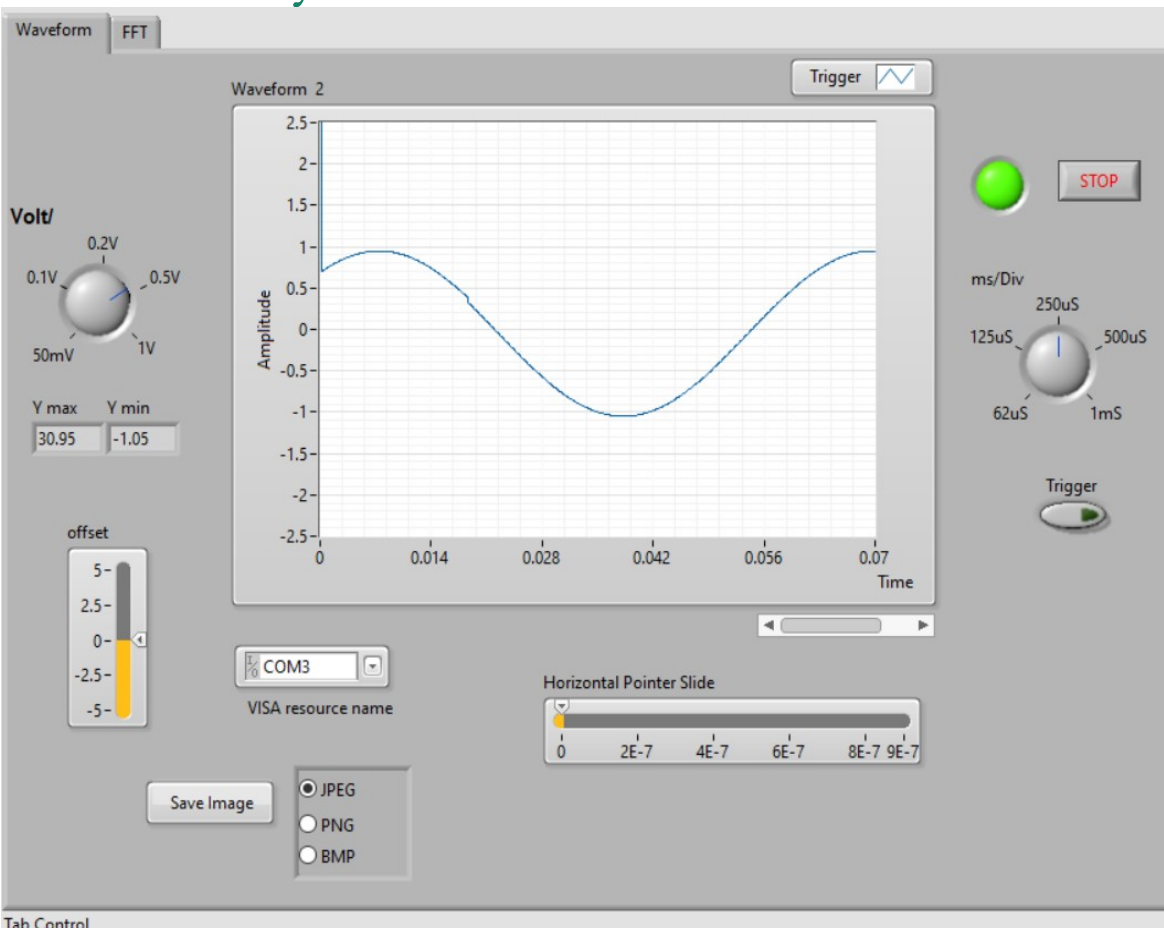 Waveform
FFT
Waveform 2
Trigger
2.5
2
1.5
1
0.5
0
-0.5
-1
-1.5
-2
-2.5
Amplitude
0
0.014
0.028
0.042
0.056
0.07
Time
STOP
Volt/
0.2V
0.1V
0.5V
50mV
1V
Y max
Y min
30.95
-1.05
ms/Div
250uS
125uS
500uS
62uS
1mS
Trigger
offset
5
2.5
0
-2.5
-5
I/O
COM3
VISA resource name
Horizontal Pointer Slide
0
2E-7
4E-7
6E-7
8E-7
9E-7
Save Image
JPEG
PNG
BMP
Tab Control